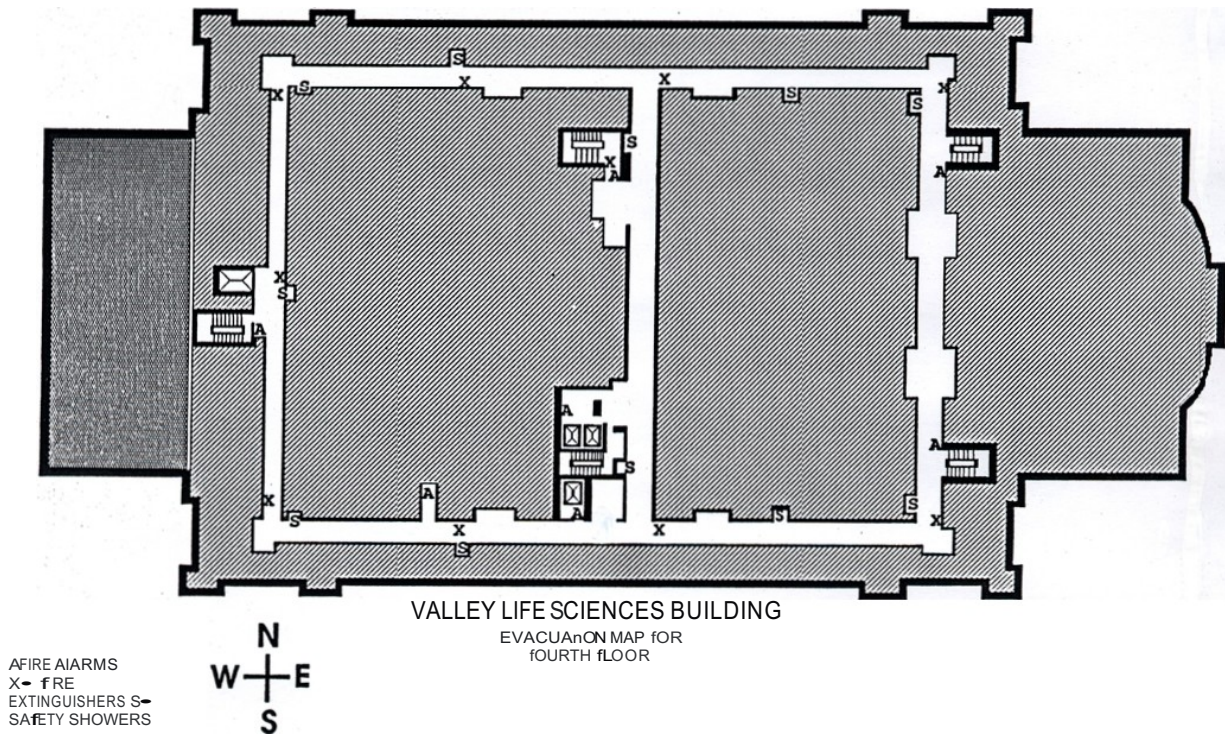 S
X X
S X
X S S
S
X
A A
X
S
A
A
A
S
A
X S
S A S X
X X
S
VALLEY LIFE SCIENCES BUILDING
EVACUAnON MAP fOR
fOURTH fLOOR
N
W E
S
AFIRE AIARMS
X• fRE
EXTINGUISHERS S•
SAfETY SHOWERS